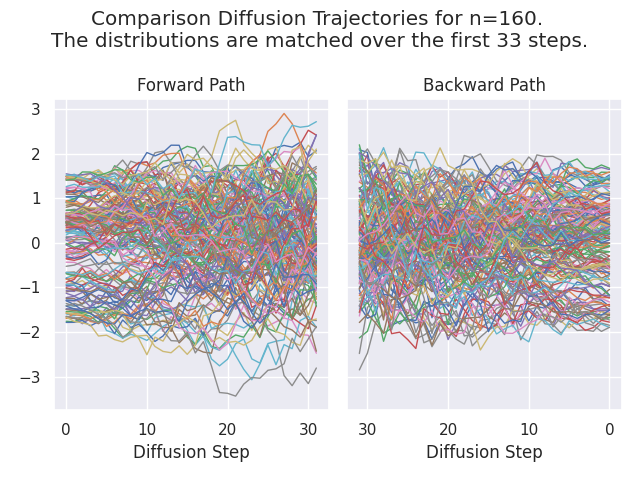 Comparison Diffusion Trajectories for n=160.
The distributions are matched over the first 33 steps.
Forward Path
Backward Path
3
2
1
0
−1
−2
−3
0 10 20 30
30 20 10 0
Diffusion Step
Diffusion Step